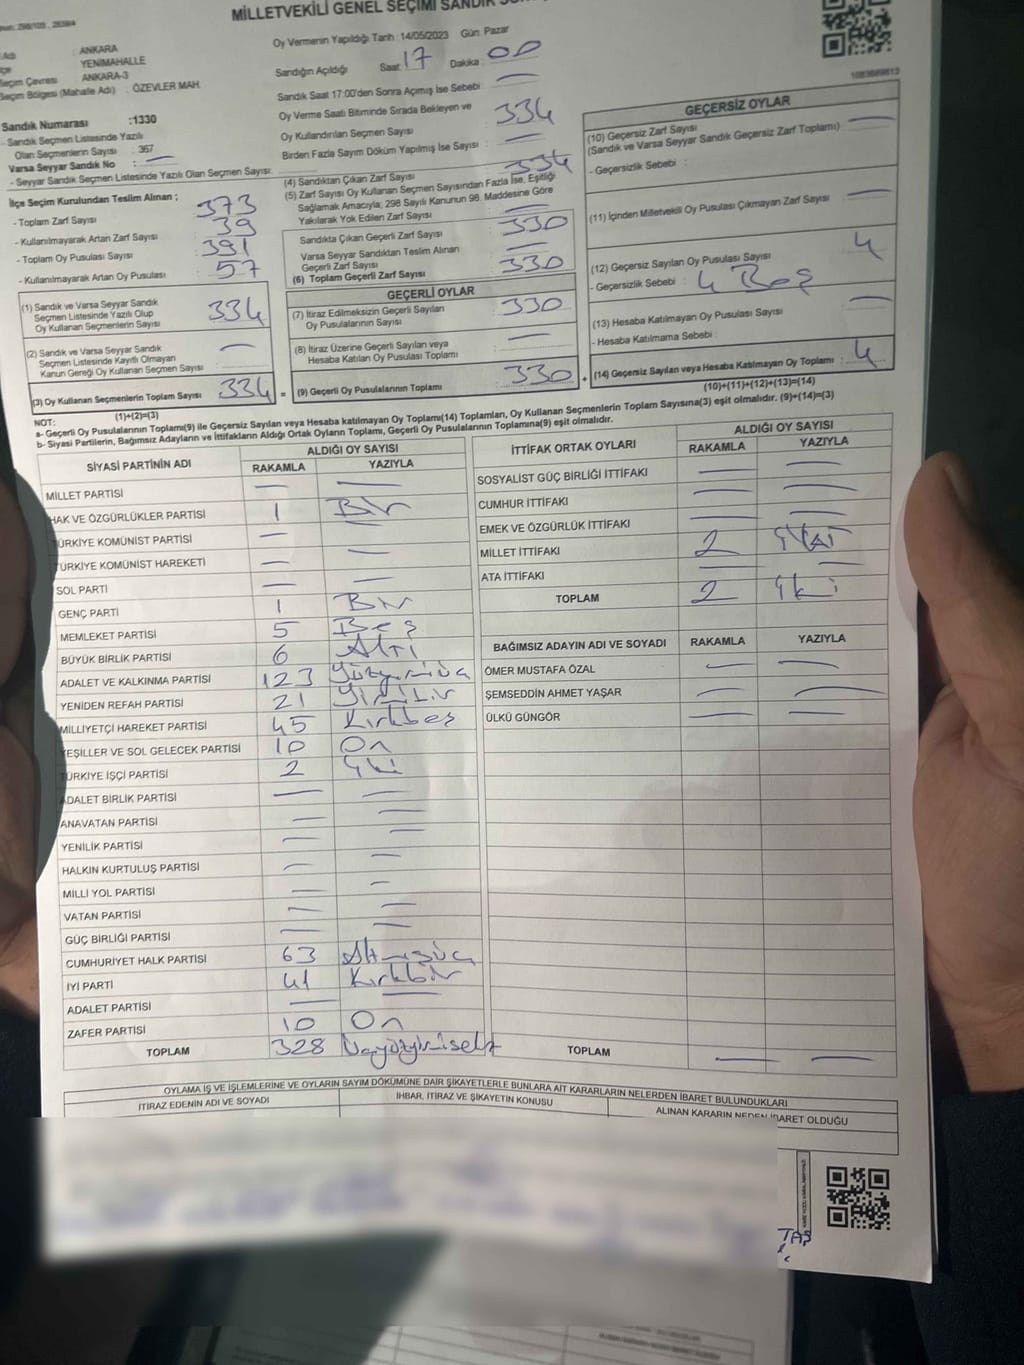 MİLLETVEKİLİ GENEL SEÇİMİ SANDIK
: ANKARA
YENİMAHALLE
ANKARA-3
Seçim Bölgesi (Mahalle Adı) : ÖZEVLER MAH.
Sandık Numarası :1330
- Sandık Seçmen Listesinde Yazılı
Olan Seçmenlerin Sayısı : 367
Varsa Seyyar Sandık No : —
- Seyyar Sandık Seçmen Listesinde Yazılı Olan Seçmen Sayısı:
Oy Vermenin Yapıldığı Tarih : 14/05/2023 Gün: Pazar
Sandığın Açıldığı Saat: 17 Dakika: 00
Sandık Saat 17:00'den Sonra Açılmış İse Sebebi : —
Oy Verme Saati Bitiminde Sırada Bekleyen ve
Oy Kullandırılan Seçmen Sayısı : 334
Birden Fazla Sayım Döküm Yapılmış İse Sayısı : —
İlçe Seçim Kurulundan Teslim Alınan ;
- Toplam Zarf Sayısı : 373
- Kullanılmayarak Artan Zarf Sayısı : 39
- Toplam Oy Pusulası Sayısı : 391
- Kullanılmayarak Artan Oy Pusulası : 57
(1) Sandık ve Varsa Seyyar Sandık
Seçmen Listesinde Yazılı Olup
Oy Kullanan Seçmenlerin Sayısı : 334
(2) Sandık ve Varsa Seyyar Sandık
Seçmen Listesinde Kayıtlı Olmayan
Kanun Gereği Oy Kullanan Seçmen Sayısı : —
(3) Oy Kullanan Seçmenlerin Toplam Sayısı : 334
(1)+(2)=(3)
(4) Sandıktan Çıkan Zarf Sayısı : 334
(5) Zarf Sayısı Oy Kullanan Seçmen Sayısından Fazla İse, Eşitliği
Sağlamak Amacıyla; 298 Sayılı Kanunun 98. Maddesine Göre
Yakılarak Yok Edilen Zarf Sayısı : —
Sandıkta Çıkan Geçerli Zarf Sayısı : 330
Varsa Seyyar Sandıktan Teslim Alınan
Geçerli Zarf Sayısı : —
(6) Toplam Geçerli Zarf Sayısı : 330
GEÇERLİ OYLAR
(7) İtiraz Edilmeksizin Geçerli Sayılan
Oy Pusulalarının Sayısı : 330
(8) İtiraz Üzerine Geçerli Sayılan veya
Hesaba Katılan Oy Pusulası Toplamı : —
= (9) Geçerli Oy Pusulalarının Toplamı : 330
1083689813
GEÇERSİZ OYLAR
(10) Geçersiz Zarf Sayısı
(Sandık ve Varsa Seyyar Sandık Geçersiz Zarf Toplamı) : —
- Geçersizlik Sebebi :
(11) İçinden Milletvekili Oy Pusulası Çıkmayan Zarf Sayısı : —
(12) Geçersiz Sayılan Oy Pusulası Sayısı : 4
- Geçersizlik Sebebi : 4 Boş
(13) Hesaba Katılmayan Oy Pusulası Sayısı : —
- Hesaba Katılmama Sebebi :
+ (14) Geçersiz Sayılan veya Hesaba Katılmayan Oy Toplamı : 4
(10)+(11)+(12)+(13)=(14)
NOT:
a- Geçerli Oy Pusulalarının Toplamı(9) ile Geçersiz Sayılan veya Hesaba katılmayan Oy Toplamı(14) Toplamları, Oy Kullanan Seçmenlerin Toplam Sayısına(3) eşit olmalıdır. (9)+(14)=(3)
b- Siyasi Partilerin, Bağımsız Adayların ve İttifakların Aldığı Ortak Oyların Toplamı, Geçerli Oy Pusulalarının Toplamına(9) eşit olmalıdır.
SİYASİ PARTİNİN ADI ALDIĞI OY SAYISI
RAKAMLA YAZIYLA
MİLLET PARTİSİ — —
HAK VE ÖZGÜRLÜKLER PARTİSİ 1 Bir
TÜRKİYE KOMÜNİST PARTİSİ — —
TÜRKİYE KOMÜNİST HAREKETİ — —
SOL PARTİ — —
GENÇ PARTİ 1 Bir
MEMLEKET PARTİSİ 5 Beş
BÜYÜK BİRLİK PARTİSİ 6 Altı
ADALET VE KALKINMA PARTİSİ 123 Yüzyirmiüç
YENİDEN REFAH PARTİSİ 21 Yirmibir
MİLLİYETÇİ HAREKET PARTİSİ 45 Kırkbeş
YEŞİLLER VE SOL GELECEK PARTİSİ 10 On
TÜRKİYE İŞÇİ PARTİSİ 2 İki
ADALET BİRLİK PARTİSİ — —
ANAVATAN PARTİSİ — —
YENİLİK PARTİSİ — —
HALKIN KURTULUŞ PARTİSİ — —
MİLLİ YOL PARTİSİ — —
VATAN PARTİSİ — —
GÜÇ BİRLİĞİ PARTİSİ — —
CUMHURİYET HALK PARTİSİ 63 Altmışüç
İYİ PARTİ 41 Kırkbir
ADALET PARTİSİ — —
ZAFER PARTİSİ 10 On
TOPLAM 328 Üçyüzyirmisekiz
İTTİFAK ORTAK OYLARI ALDIĞI OY SAYISI
RAKAMLA YAZIYLA
SOSYALİST GÜÇ BİRLİĞİ İTTİFAKI — —
CUMHUR İTTİFAKI — —
EMEK VE ÖZGÜRLÜK İTTİFAKI — —
MİLLET İTTİFAKI 2
ATA İTTİFAKI — —
TOPLAM 2 İki
BAĞIMSIZ ADAYIN ADI VE SOYADI RAKAMLA YAZIYLA
ÖMER MUSTAFA ÖZAL — —
ŞEMSEDDİN AHMET YAŞAR — —
ÜLKÜ GÜNGÖR — —
TOPLAM — —
OYLAMA İŞ VE İŞLEMLERİNE VE OYLARIN SAYIM DÖKÜMÜNE DAİR ŞİKAYETLERLE BUNLARA AİT KARARLARIN NELERDEN İBARET BULUNDUKLARI
İTİRAZ EDENİN ADI VE SOYADI İHBAR, İTİRAZ VE ŞİKAYETİN KONUSU ALINAN KARARIN NEDEN İBARET OLDUĞU
TAŞ